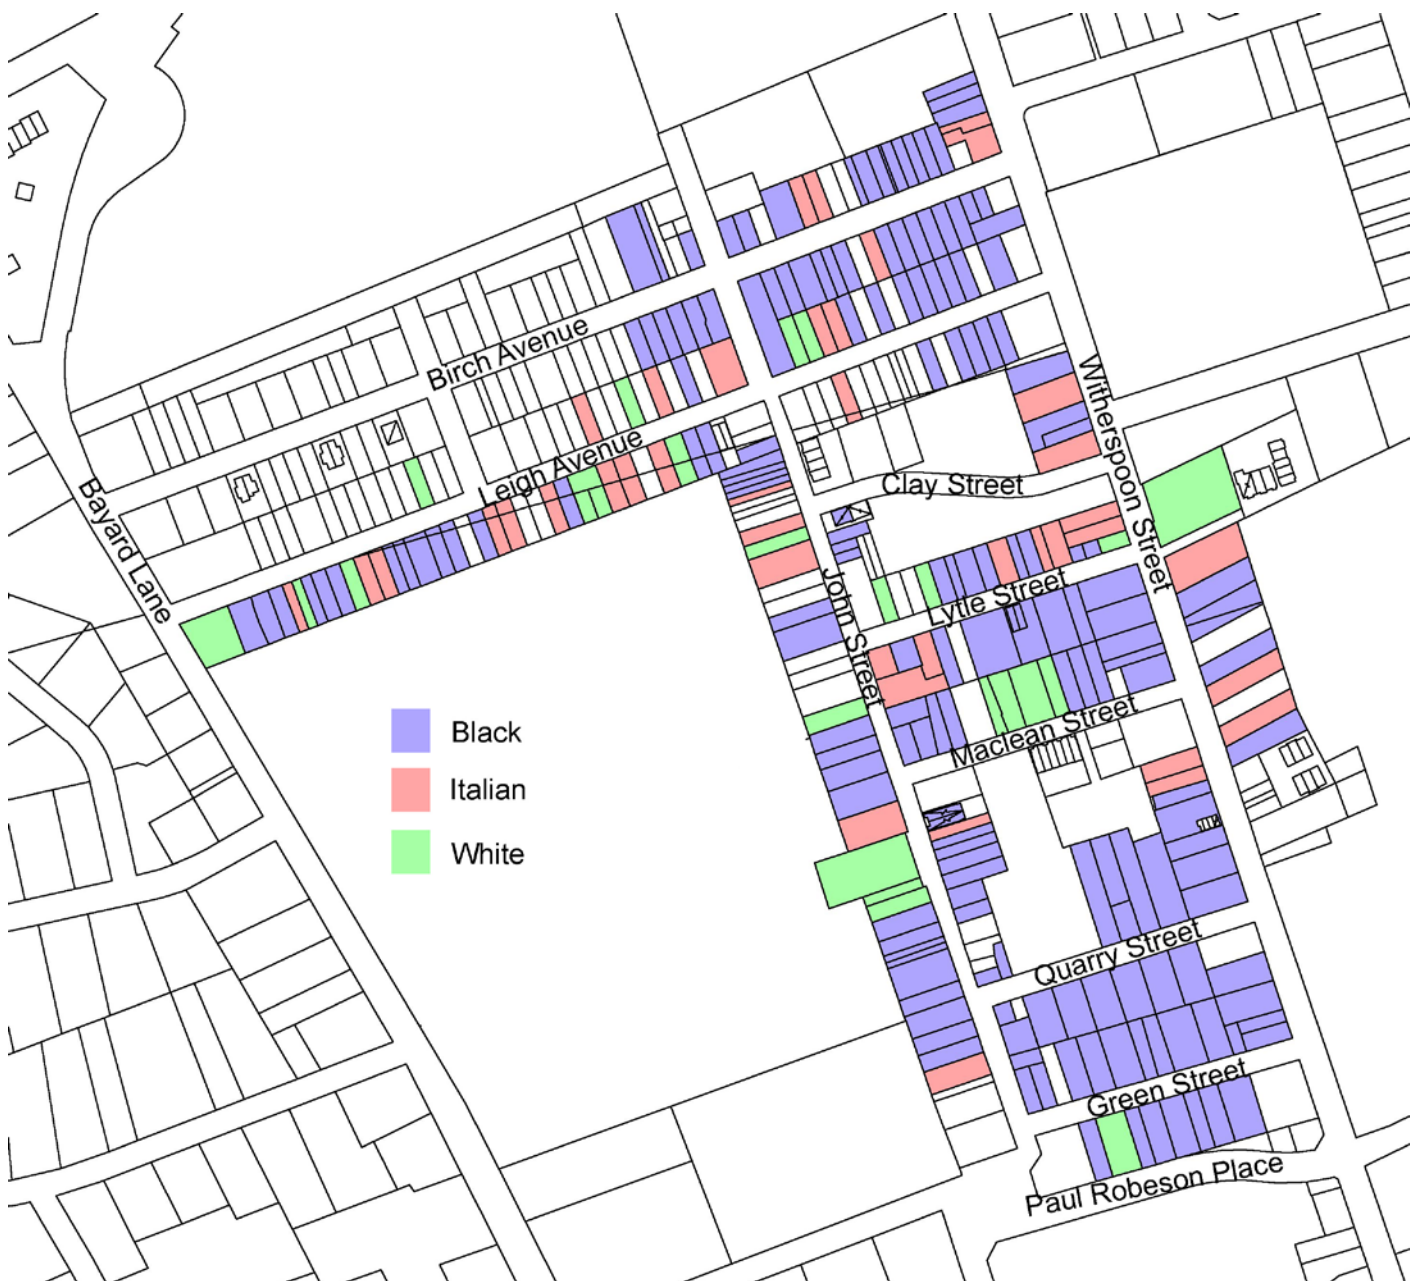 Birch Avenue
Witherspoon Street
Leigh Avenue
Clay Street
Bayard Lane
John Street
Lytle Street
Black
Maclean Street
Italian
White
Quarry Street
Green Street
Paul Robeson Place